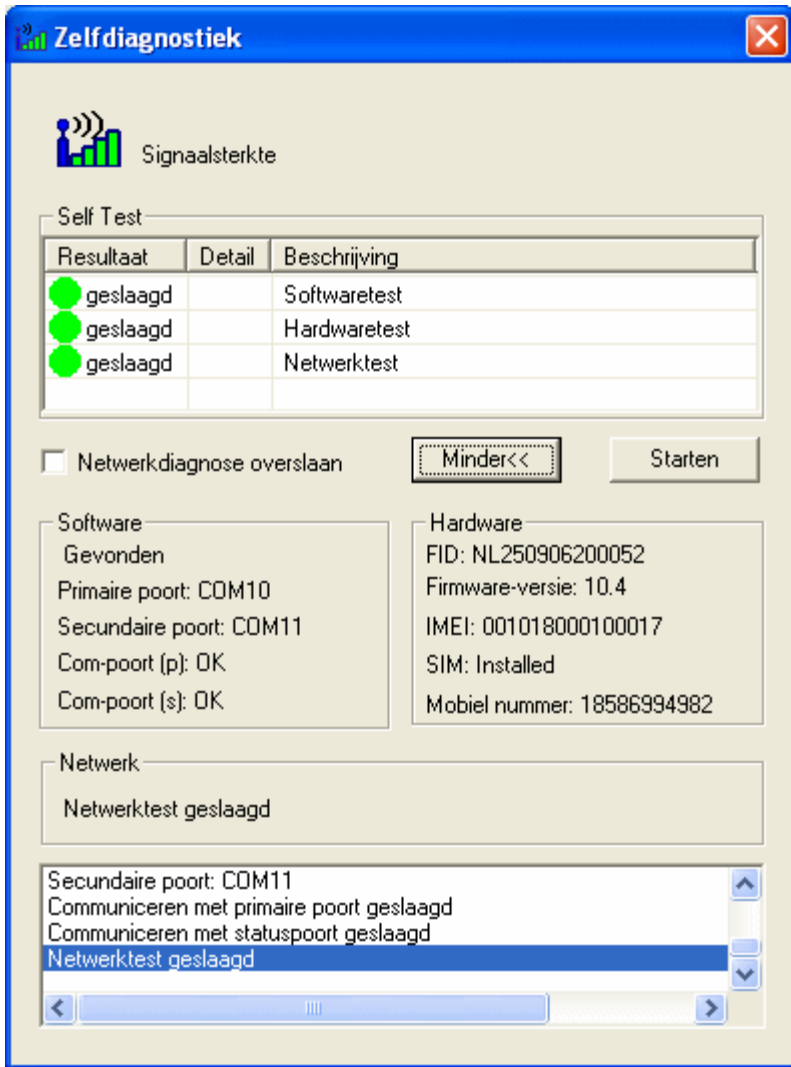 Zelfdiagnostiek
Signaalsterkte
Self Test
Resultaat Detail Beschrijving
geslaagd Softwaretest
geslaagd Hardwaretest
geslaagd Netwerktest
Netwerkdiagnose overslaan Minder<< Starten
Software
Gevonden
Primaire poort: COM10
Secundaire poort: COM11
Com-poort (p): OK
Com-poort (s): OK
Hardware
FID: NL250906200052
Firmware-versie: 10.4
IMEI: 001018000100017
SIM: Installed
Mobiel nummer: 18586994982
Netwerk
Netwerktest geslaagd
Secundaire poort: COM11
Communiceren met primaire poort geslaagd
Communiceren met statuspoort geslaagd
Netwerktest geslaagd